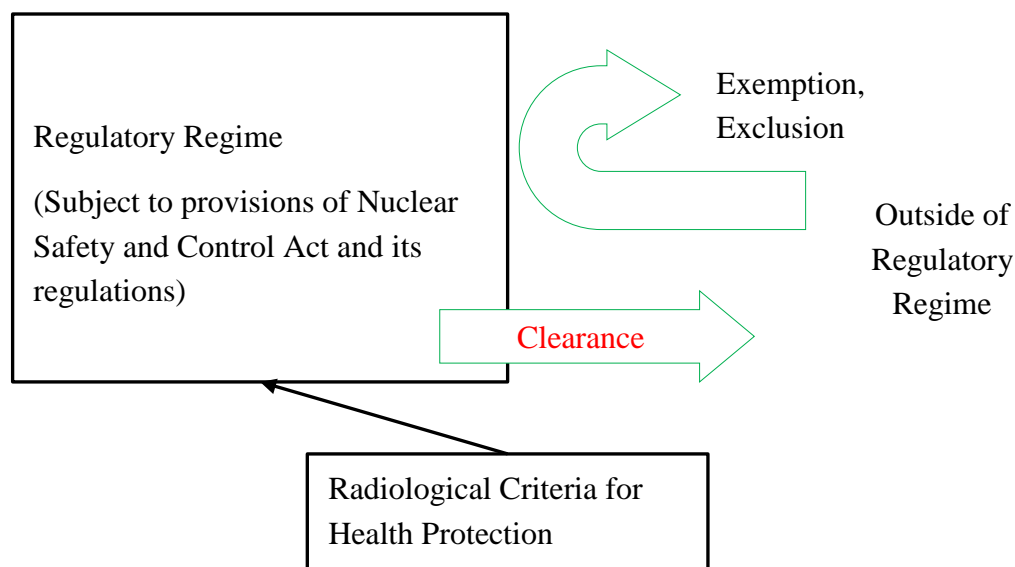 Regulatory Regime
(Subject to provisions of Nuclear
Safety and Control Act and its
regulations)
Exemption,
Exclusion
Outside of
Regulatory
Regime
Clearance
Radiological Criteria for
Health Protection